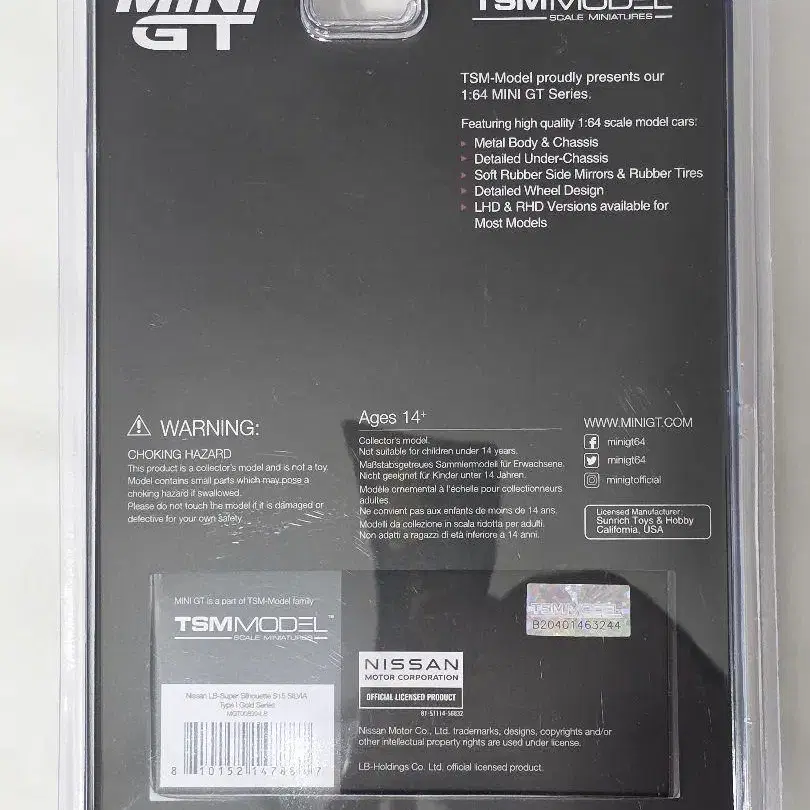 MINI
GT
TSMMODEL
SCALE MINIATURES
TSM-Model proudly presents our
1:64 MINI GT Series.
Featuring high quality 1:64 scale model cars:
Metal Body & Chassis
Detailed Under-Chassis
Soft Rubber Side Mirrors & Rubber Tires
Detailed Wheel Design
LHD & RHD Versions available for
Most Models
WARNING:
CHOKING HAZARD
This product is a collector's model and is not a toy.
Model contains small parts which may pose a
choking hazard if swallowed.
Please do not touch the model if it is damaged or
defective for your own safety
Ages 14+
Collector's model.
Not suitable for children under 14 years.
Maßstabsgetreues Sammlermodell für Erwachsene.
Nicht geeignet für Kinder unter 14 Jahren.
Modèle ornemental à l'échelle pour collectionneurs
adultes.
Ne convient pas aux enfants de moins de 14 ans.
Modelli da collezione in scala ridotta per adulti.
Non adatti a ragazzi di età inferiore a 14 anni.
WWW.MINIGT.COM
minigt64
minigt64
minigtofficial
Licensed Manufacturer:
Sunrich Toys & Hobby
California, USA
MINI GT is a part of TSM-Model family
TSMMODEL™
SCALE MINIATURES
Nissan LB-Super Silhouette S15 SILVIA
Type I Gold Series
TSMMODEL
B20401463244
NISSAN
MOTOR CORPORATION
OFFICIAL LICENSED PRODUCT
Nissan Motor Co., Ltd. trademarks, designs, copyrights and/or
other intellectual property rights are used under license.
LB-Holdings Co. Ltd. official licensed product.